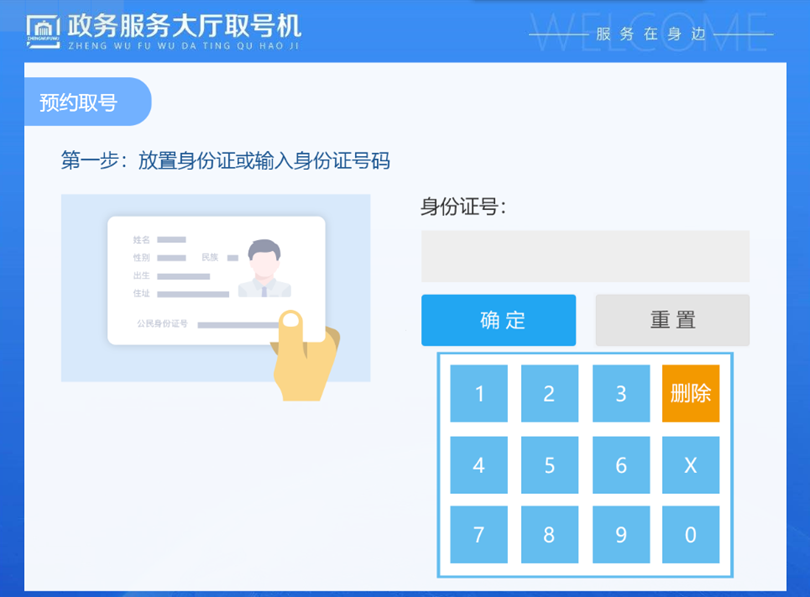 政务服务大厅取号机
ZHENG WU FU WU DA TING QU HAO JI
WELCOME
服务在身边
预约取号
第一步：放置身份证或输入身份证号码
姓名
性别 民族
出生
住址
公民身份证号
身份证号：
确定 重置
1 2 3 删除
4 5 6 X
7 8 9 0